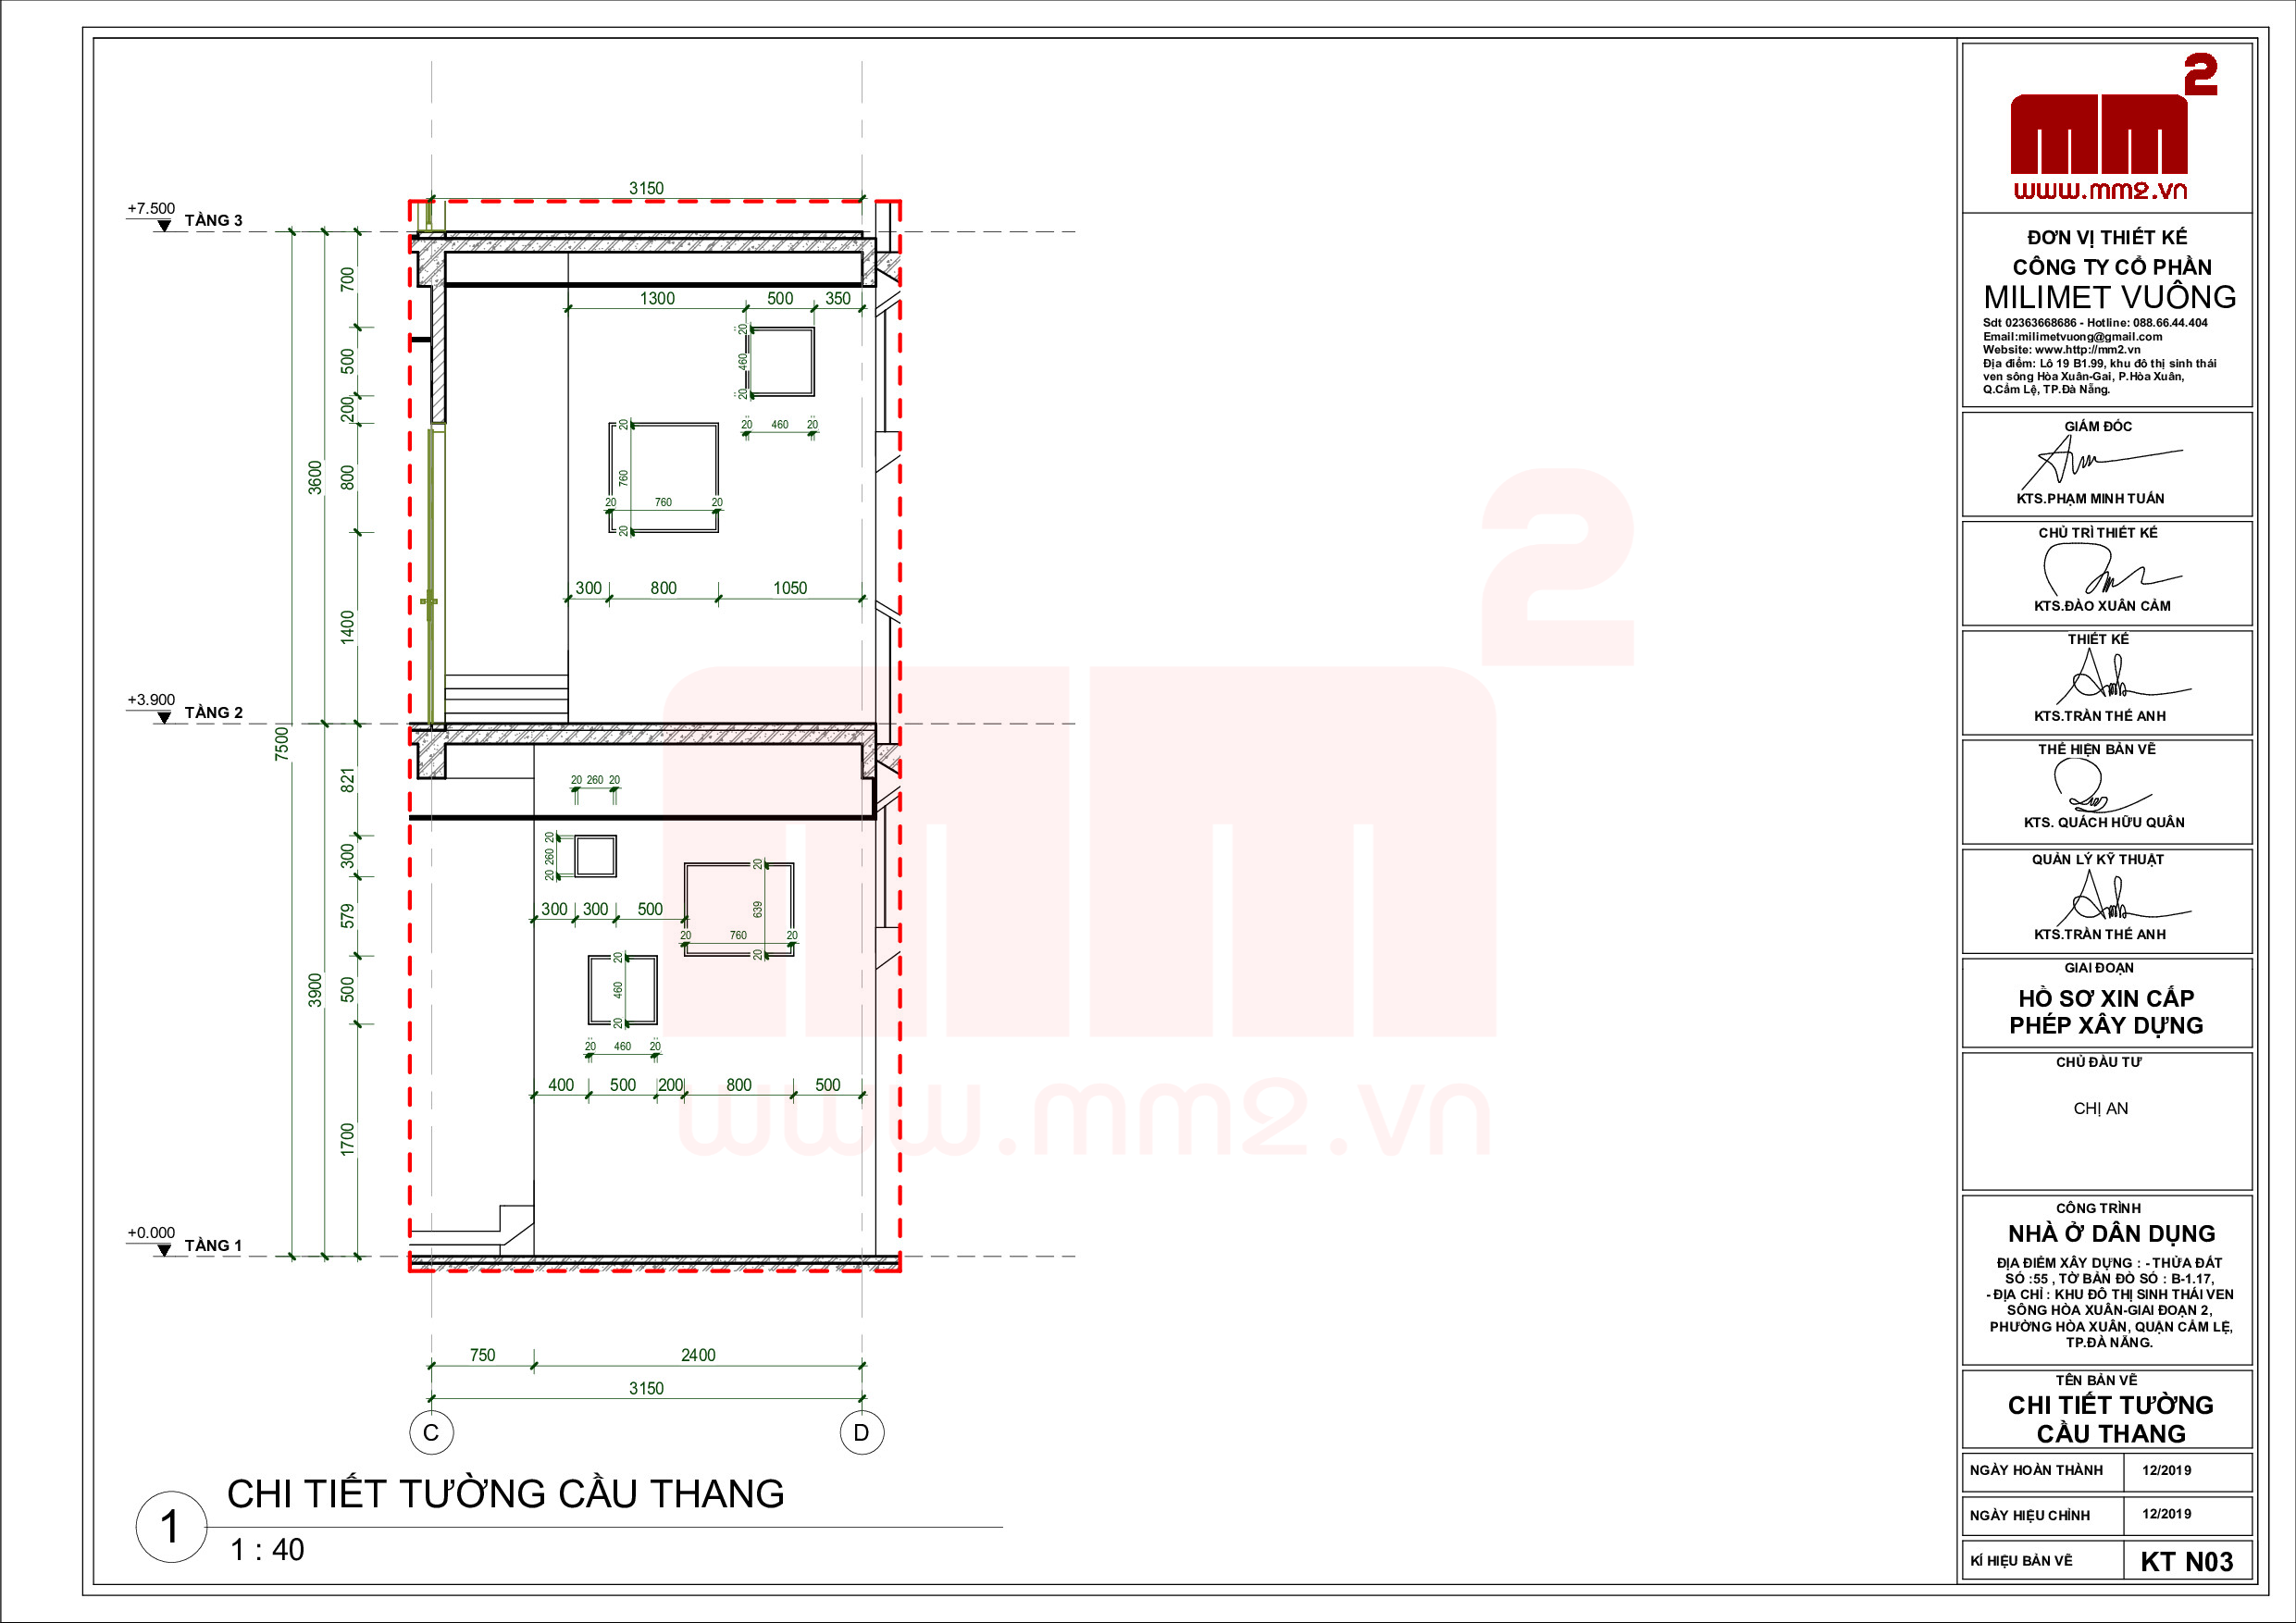 3150
+7.500
TẦNG 3
700
1300
500
350
20
460
20
500
200
20
460
20
20
760
20
760
20
20
3600
800
300
800
1050
1400
+3.900
TẦNG 2
7500
821
20 260 20
20
260
20
300
20
639
20
300
300
500
579
20
760
20
20
460
20
3900
500
20
460
20
400
500
200
800
500
1700
+0.000
TẦNG 1
750
2400
3150
C
D
1
CHI TIẾT TƯỜNG CẦU THANG
1 : 40
mm2
www.mm2.vn
mm2
www.mm2.vn
ĐƠN VỊ THIẾT KẾ
CÔNG TY CỔ PHẦN
MILIMET VUÔNG
Sdt 02363668686 - Hotline: 088.66.44.404
Email:milimetvuong@gmail.com
Website: www.http://mm2.vn
Địa điểm: Lô 19 B1.99, khu đô thị sinh thái
ven sông Hòa Xuân-Gai, P.Hòa Xuân,
Q.Cẩm Lệ, TP.Đà Nẵng.
GIÁM ĐỐC
KTS.PHẠM MINH TUẤN
CHỦ TRÌ THIẾT KẾ
KTS.ĐÀO XUÂN CẢM
THIẾT KẾ
KTS.TRẦN THẾ ANH
THỂ HIỆN BẢN VẼ
KTS. QUÁCH HỮU QUÂN
QUẢN LÝ KỸ THUẬT
KTS.TRẦN THẾ ANH
GIAI ĐOẠN
HỒ SƠ XIN CẤP
PHÉP XÂY DỰNG
CHỦ ĐẦU TƯ
CHỊ AN
CÔNG TRÌNH
NHÀ Ở DÂN DỤNG
ĐỊA ĐIỂM XÂY DỰNG : - THỬA ĐẤT
SỐ :55 , TỜ BẢN ĐỒ SỐ : B-1.17,
- ĐỊA CHỈ : KHU ĐÔ THỊ SINH THÁI VEN
SÔNG HÒA XUÂN-GIAI ĐOẠN 2,
PHƯỜNG HÒA XUÂN, QUẬN CẨM LỆ,
TP.ĐÀ NẴNG.
TÊN BẢN VẼ
CHI TIẾT TƯỜNG
CẦU THANG
NGÀY HOÀN THÀNH 12/2019
NGÀY HIỆU CHỈNH 12/2019
KÍ HIỆU BẢN VẼ KT N03